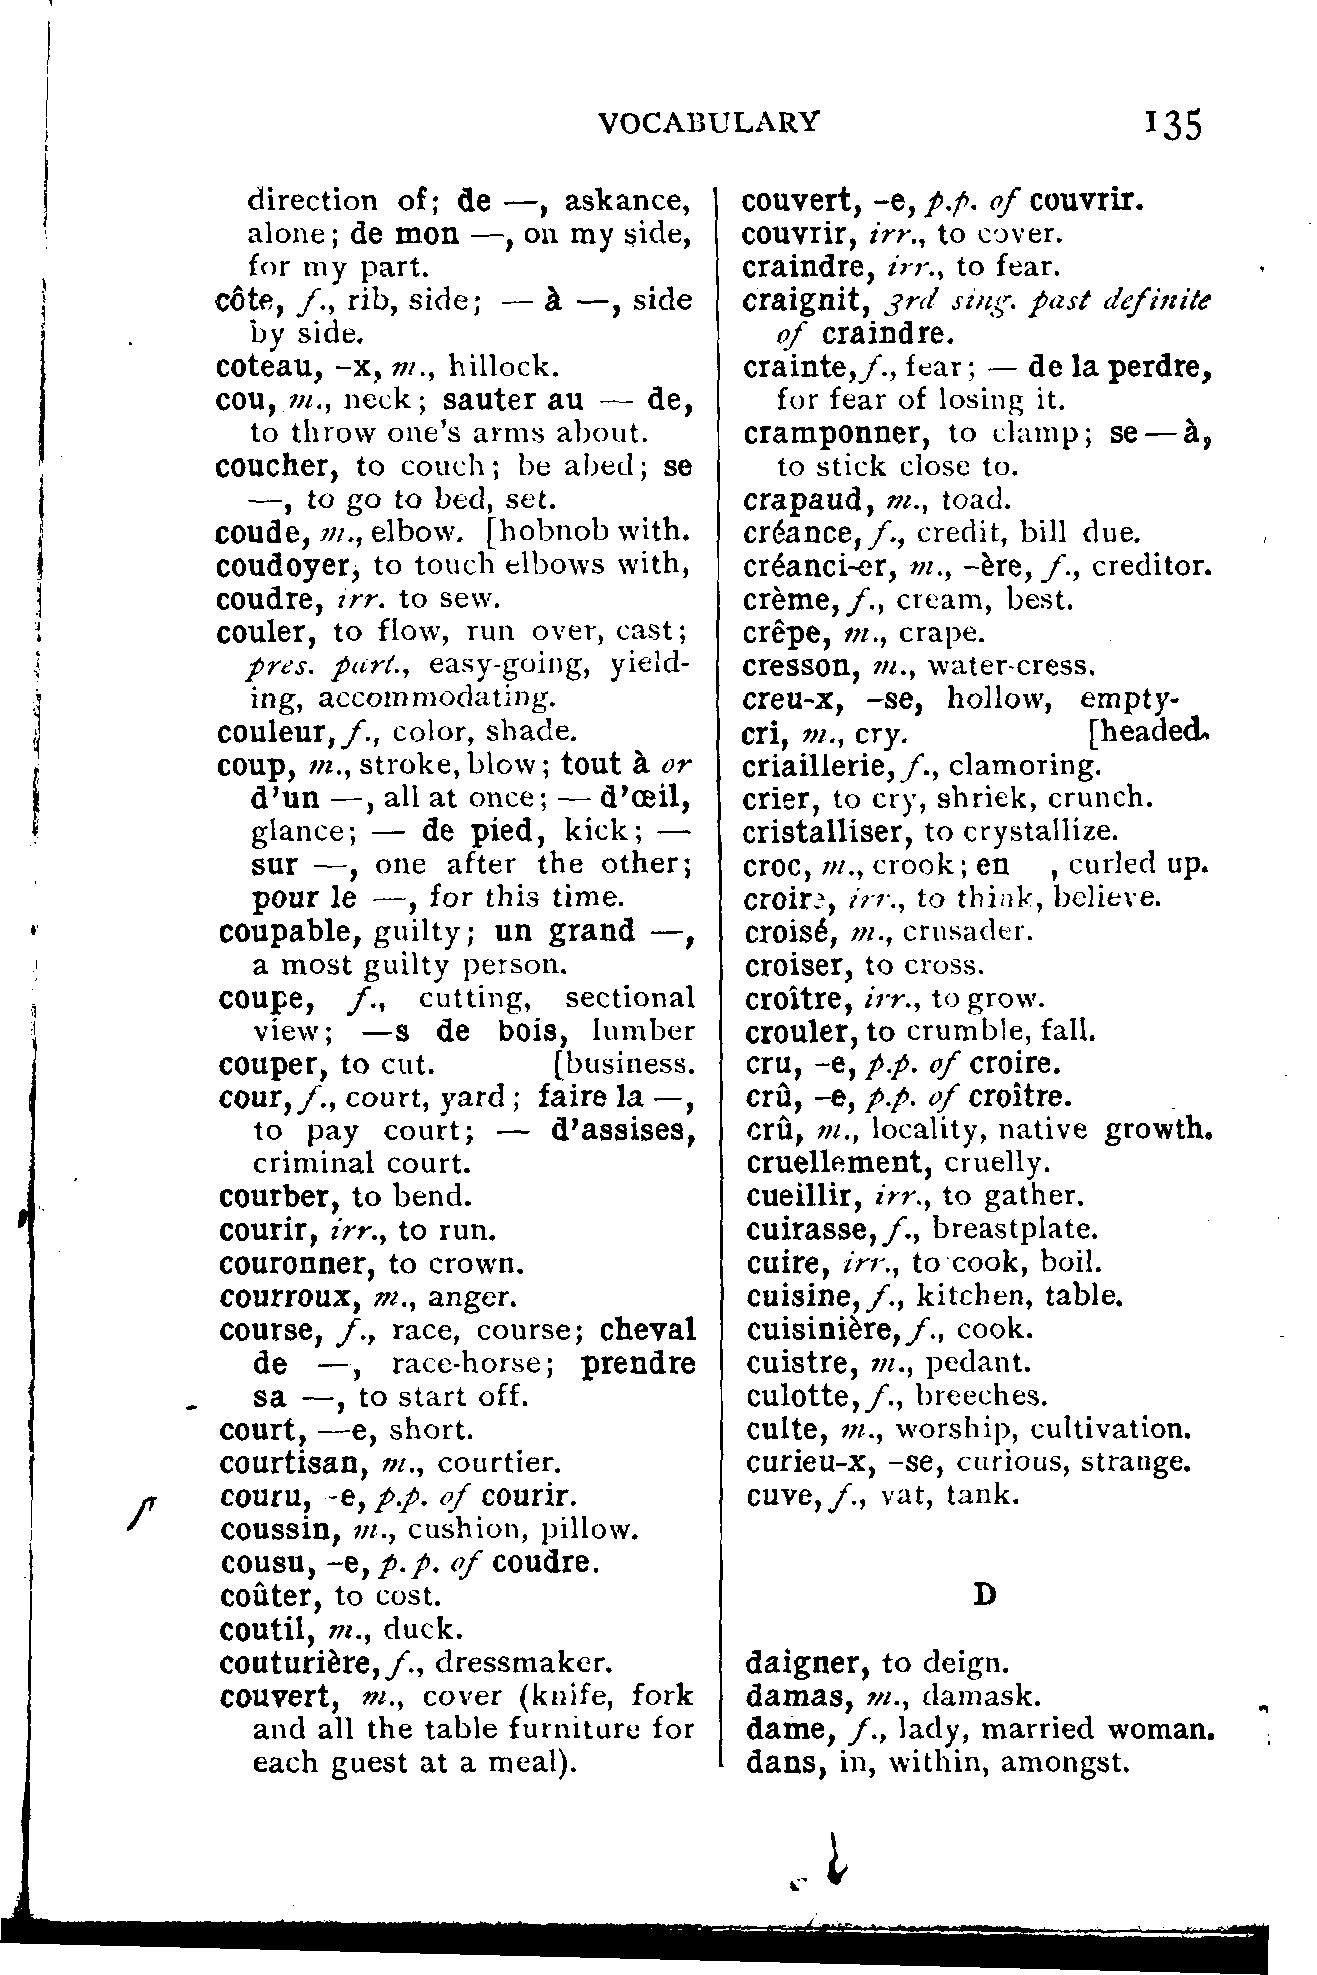 VOCABULARY 135
direction of; de —, askance,
alone; de mon —, on my side,
for my part.
côte, f., rib, side; — à —, side
by side.
coteau, -x, m., hillock.
cou, m., neck; sauter au — de,
to throw one's arms about.
coucher, to couch; be abed; se
—, to go to bed, set.
coude, m., elbow. [hobnob with.
coudoyer, to touch elbows with,
coudre, irr. to sew.
couler, to flow, run over, cast;
pres. part., easy-going, yield-
ing, accommodating.
couleur, f., color, shade.
coup, m., stroke, blow; tout à or
d'un —, all at once; — d'œil,
glance; — de pied, kick; —
sur —, one after the other;
pour le —, for this time.
coupable, guilty; un grand —,
a most guilty person.
coupe, f., cutting, sectional
view; —s de bois, lumber
couper, to cut. [business.
cour, f., court, yard; faire la —,
to pay court; — d'assises,
criminal court.
courber, to bend.
courir, irr., to run.
couronner, to crown.
courroux, m., anger.
course, f., race, course; cheval
de —, race-horse; prendre
sa —, to start off.
court, —e, short.
courtisan, m., courtier.
couru, -e, p.p. of courir.
coussin, m., cushion, pillow.
cousu, -e, p.p. of coudre.
coûter, to cost.
coutil, m., duck.
couturière, f., dressmaker.
couvert, m., cover (knife, fork
and all the table furniture for
each guest at a meal).
couvert, -e, p.p. of couvrir.
couvrir, irr., to cover.
craindre, irr., to fear.
craignit, 3rd sing. past definite
of craindre.
crainte, f., fear; — de la perdre,
for fear of losing it.
cramponner, to clamp; se — à,
to stick close to.
crapaud, m., toad.
créance, f., credit, bill due.
créanci-er, m., -ère, f., creditor.
crème, f., cream, best.
crêpe, m., crape.
cresson, m., water-cress.
creu-x, -se, hollow, empty-
cri, m., cry. [headed.
criaillerie, f., clamoring.
crier, to cry, shriek, crunch.
cristalliser, to crystallize.
croc, m., crook; en , curled up.
croire, irr., to think, believe.
croisé, m., crusader.
croiser, to cross.
croître, irr., to grow.
crouler, to crumble, fall.
cru, -e, p.p. of croire.
crû, -e, p.p. of croître.
crû, m., locality, native growth.
cruellement, cruelly.
cueillir, irr., to gather.
cuirasse, f., breastplate.
cuire, irr., to cook, boil.
cuisine, f., kitchen, table.
cuisinière, f., cook.
cuistre, m., pedant.
culotte, f., breeches.
culte, m., worship, cultivation.
curieu-x, -se, curious, strange.
cuve, f., vat, tank.
D
daigner, to deign.
damas, m., damask.
dame, f., lady, married woman.
dans, in, within, amongst.